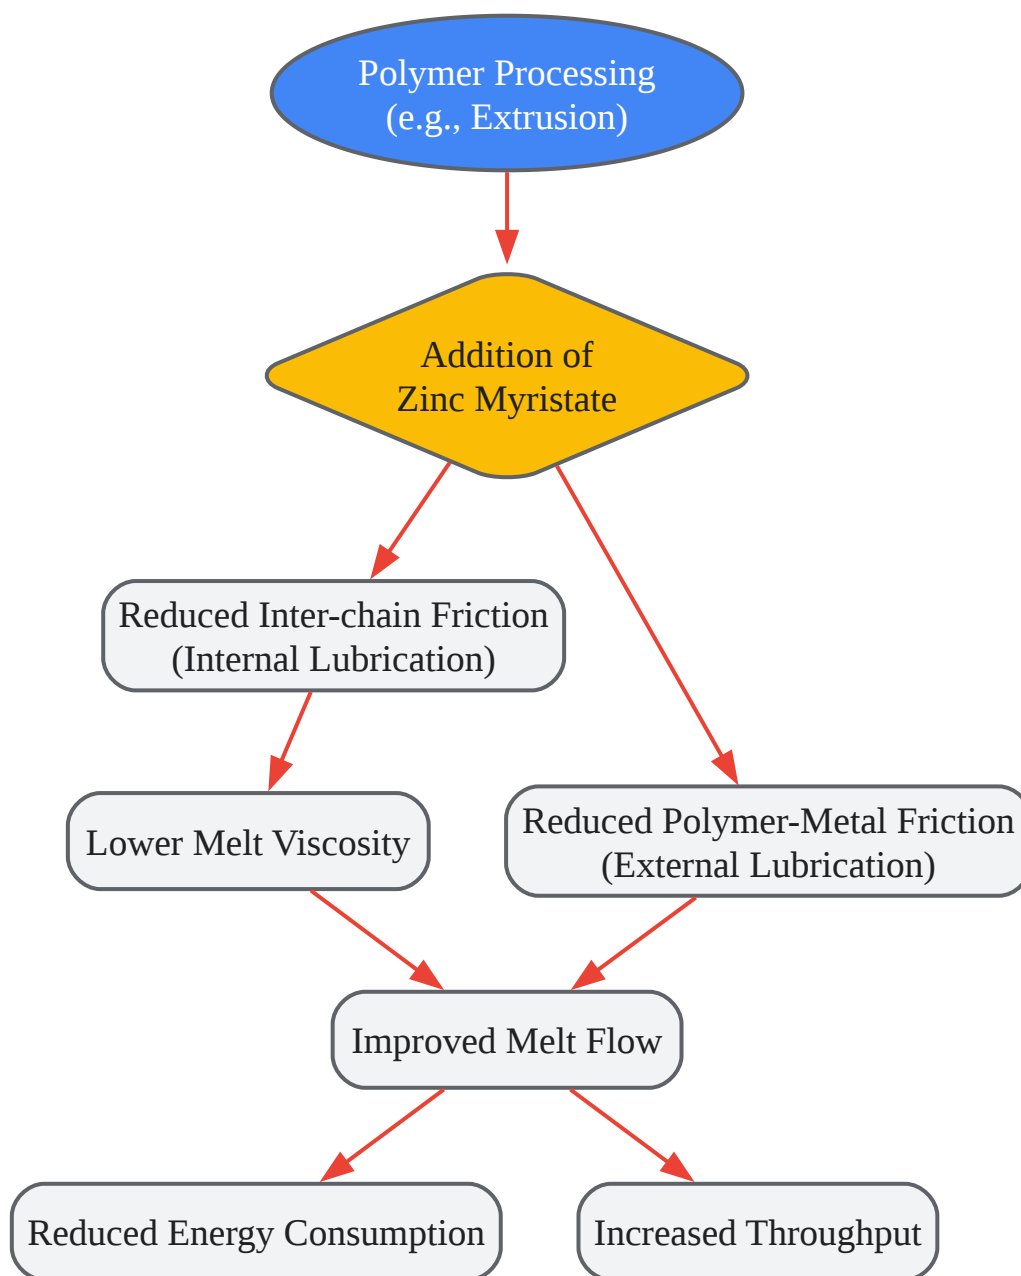 Polymer Processing
(e.g., Extrusion)
Addition of
Zinc Myristate
Reduced Inter-chain Friction
(Internal Lubrication)
Lower Melt Viscosity
Reduced Polymer-Metal Friction
(External Lubrication)
Improved Melt Flow
Reduced Energy Consumption
Increased Throughput